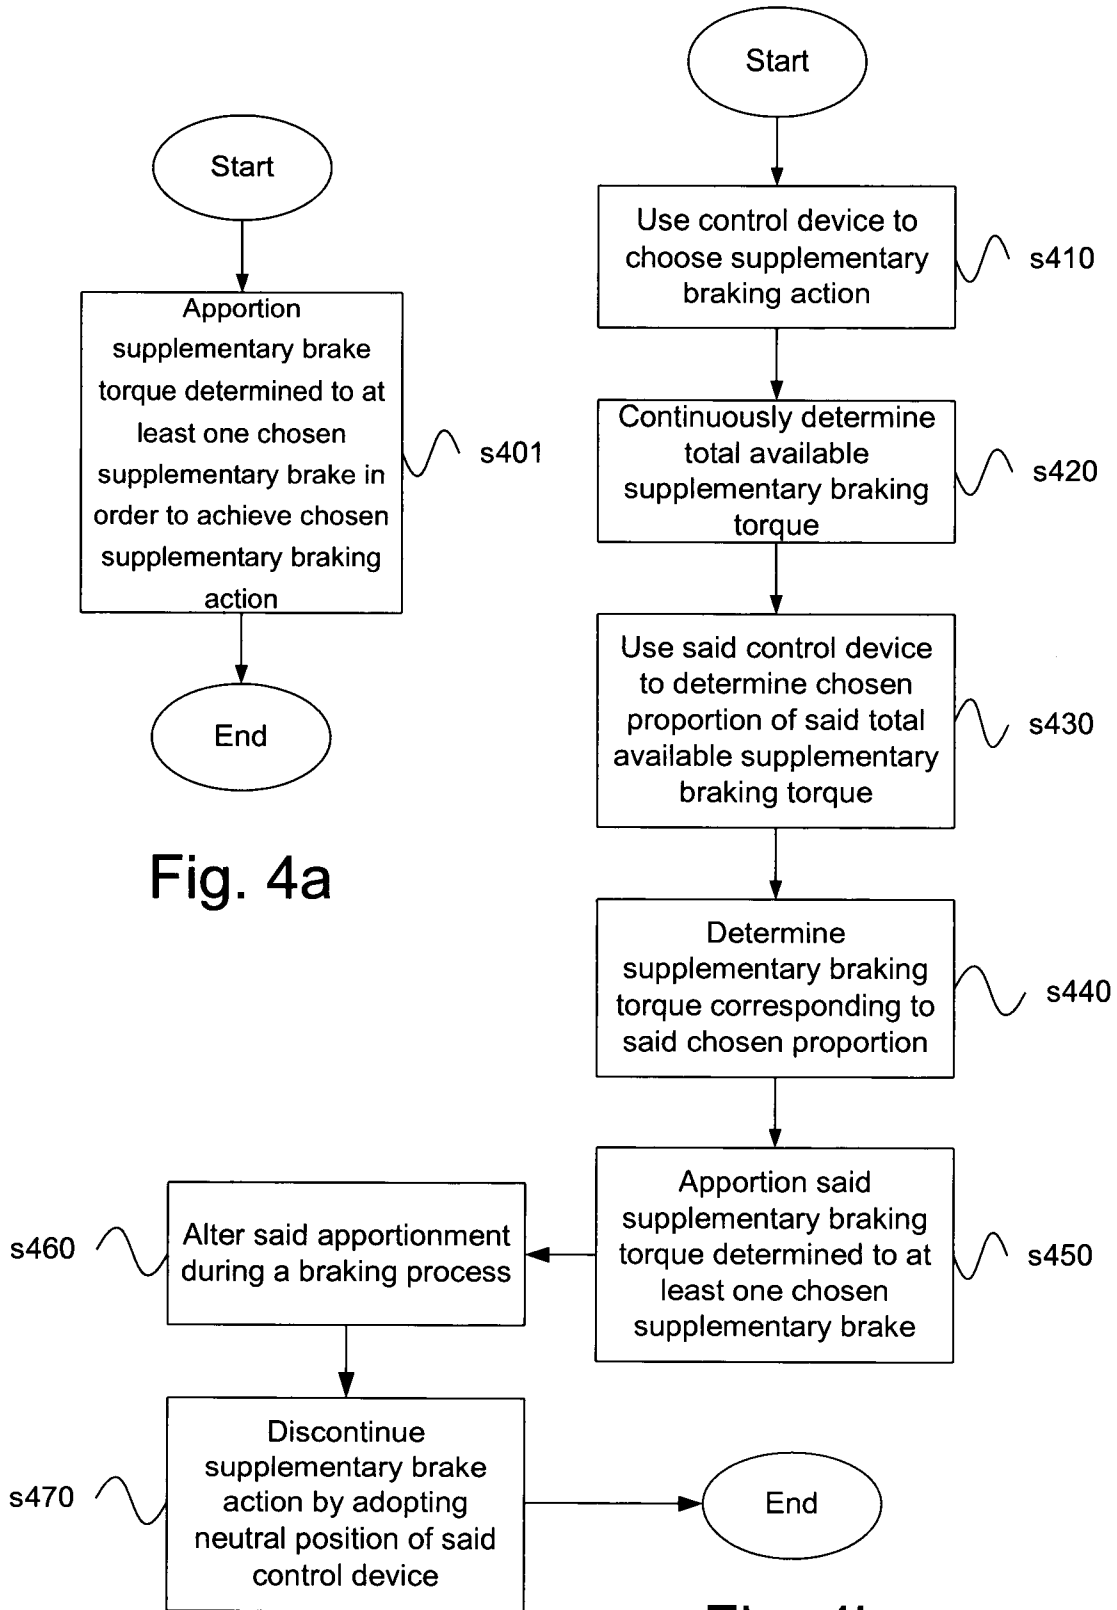 Start
Apportion
supplementary brake
torque determined to at
least one chosen
supplementary brake in
order to achieve chosen
supplementary braking
action
s401
End
Fig. 4a
Start
Use control device to
choose supplementary
braking action
s410
Continuously determine
total available
supplementary braking
torque
s420
Use said control device
to determine chosen
proportion of said total
available supplementary
braking torque
s430
Determine
supplementary braking
torque corresponding to
said chosen proportion
s440
Apportion said
supplementary braking
torque determined to at
least one chosen
supplementary brake
s450
Alter said apportionment
during a braking process
s460
Discontinue
supplementary brake
action by adopting
neutral position of said
control device
s470
End